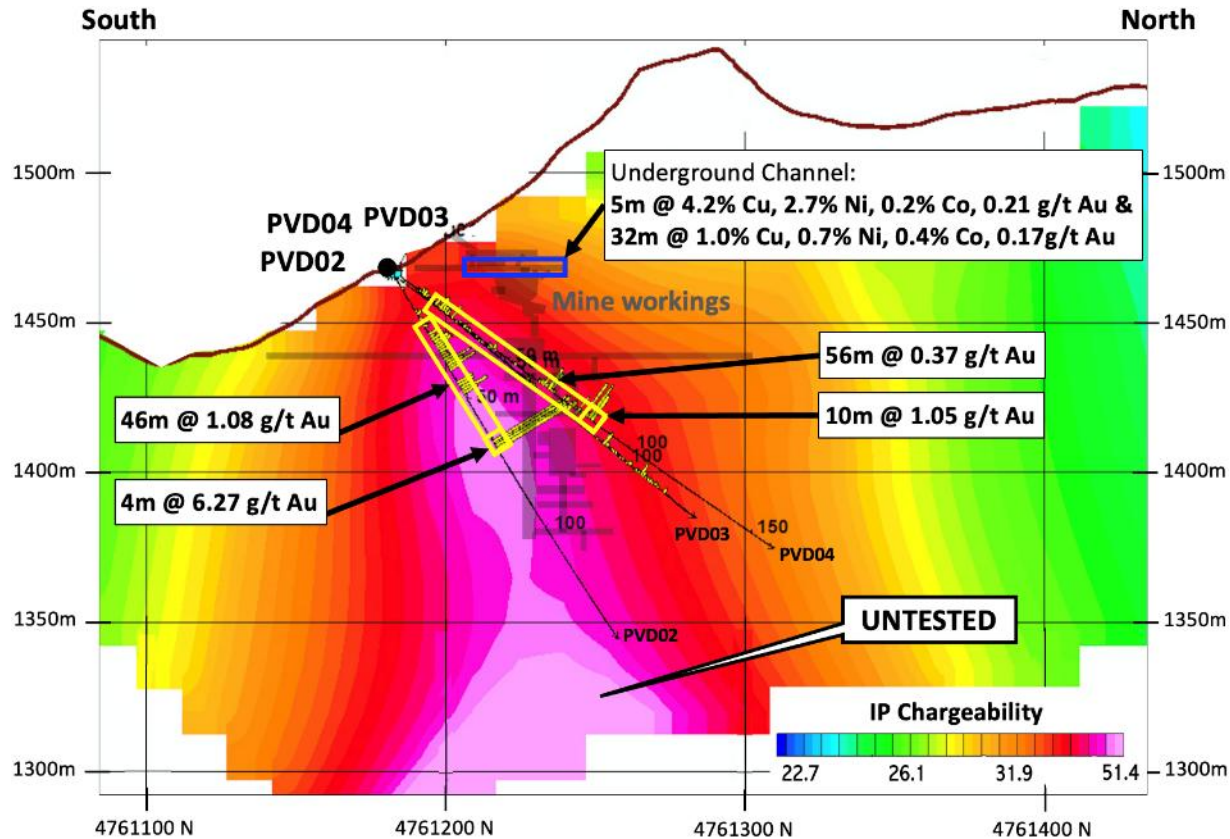 South
North
1500m
1500m
Underground Channel:
5m @ 4.2% Cu, 2.7% Ni, 0.2% Co, 0.21 g/t Au &
32m @ 1.0% Cu, 0.7% Ni, 0.4% Co, 0.17g/t Au
PVD04
PVD03
PVD02
Mine workings
1450m
1450m
56m @ 0.37 g/t Au
50 m
46m @ 1.08 g/t Au
10m @ 1.05 g/t Au
100
100
1400m
1400m
4m @ 6.27 g/t Au
100
150
PVD03
PVD04
1350m
1350m
PVD02
UNTESTED
IP Chargeability
22.7
26.1
31.9
51.4
1300m
1300m
4761100 N
4761200 N
4761300 N
4761400 N